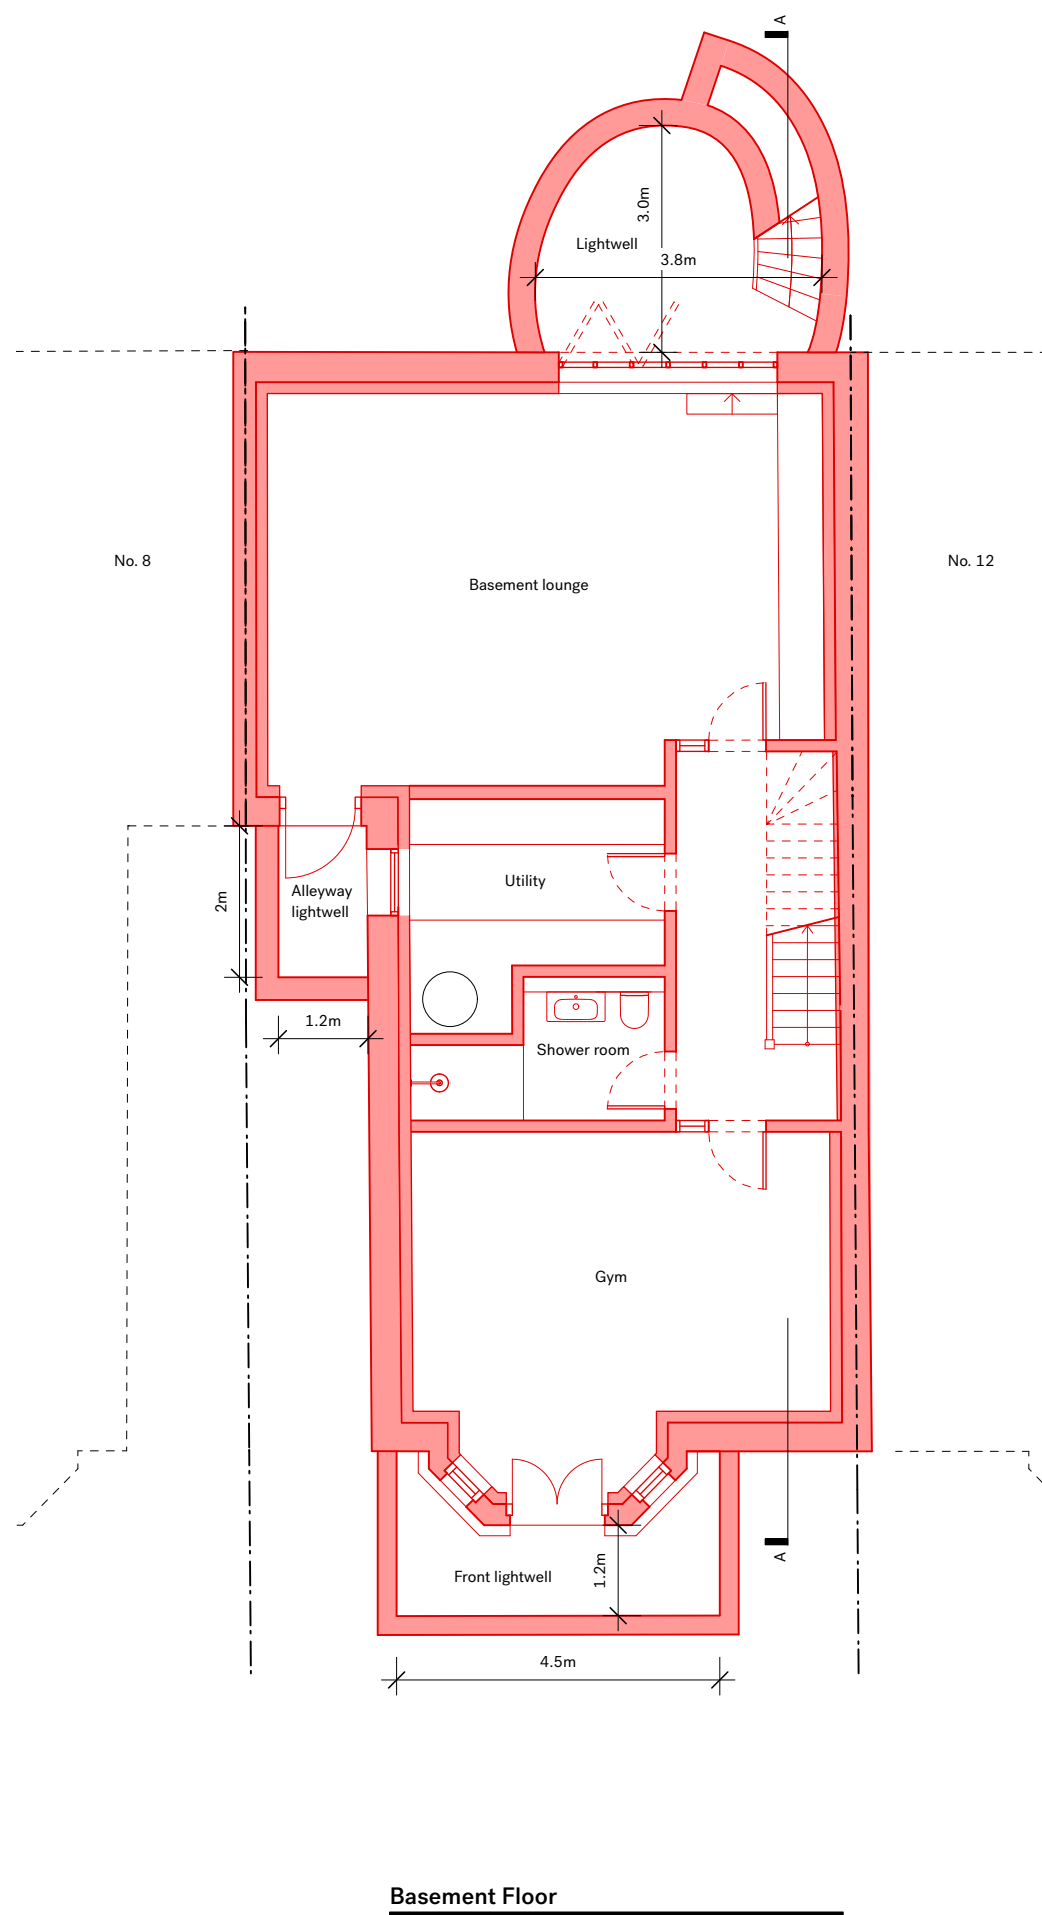 A
3.0m
Lightwell
3.8m
No. 8
No. 12
Basement lounge
Utility
Alleyway
lightwell
2m
1.2m
Shower room
Gym
A
Front lightwell
1.2m
4.5m
Basement Floor